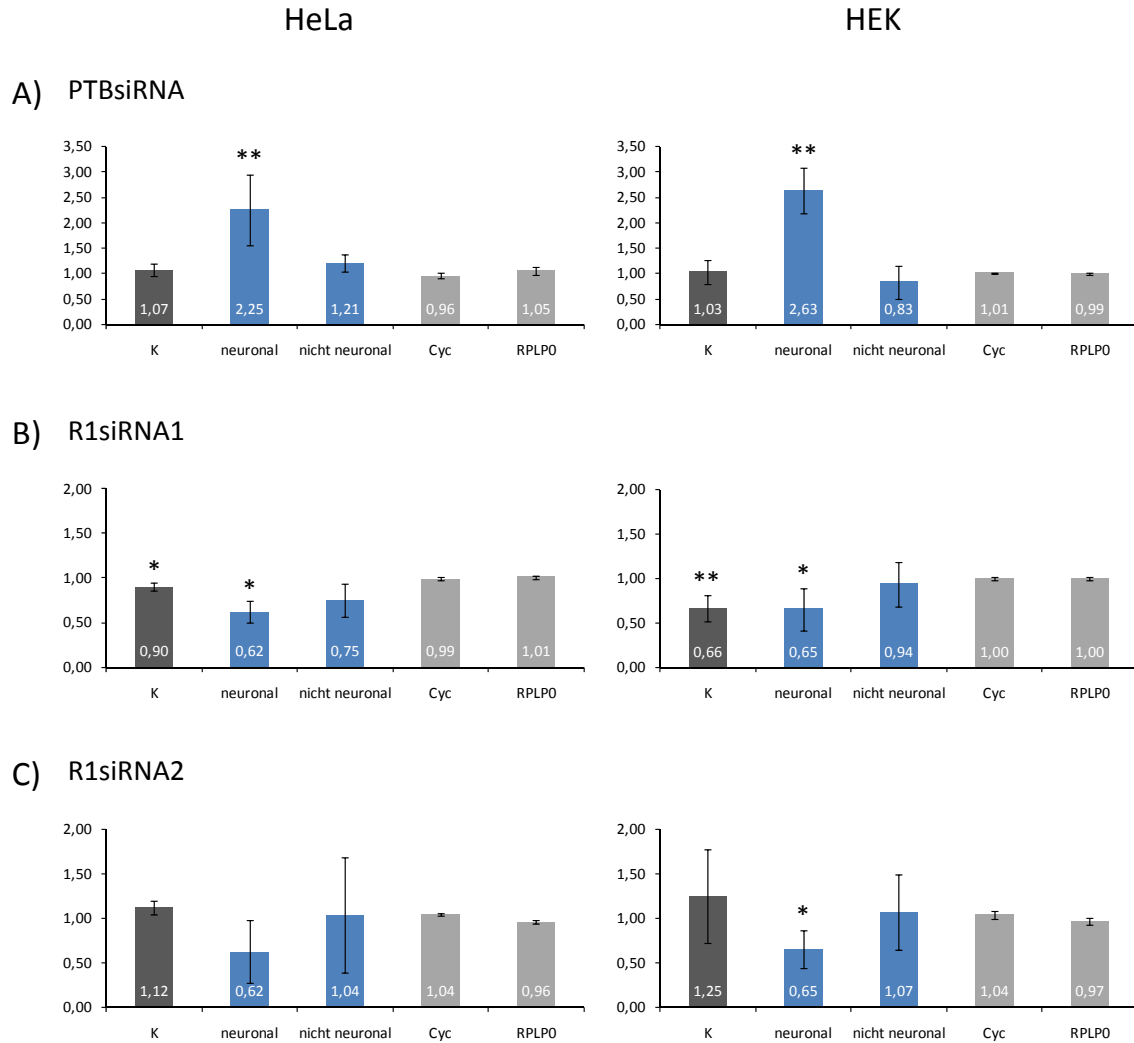 HeLa HEK
A) PTBsiRNA
3,50 3,50
3,00 ** 3,00 **
2,50 2,50
2,00 2,00
1,50 1,50
1,00 1,00
0,50 0,50
1,07 2,25 1,21 0,96 1,05 1,03 2,63 0,83 1,01 0,99
0,00 0,00
K neuronal nicht neuronal Cyc RPLP0 K neuronal nicht neuronal Cyc RPLP0
B) R1siRNA1
2,00 2,00
1,50 1,50
* * ** *
1,00 1,00
0,50 0,50
0,90 0,62 0,75 0,99 1,01 0,66 0,65 0,94 1,00 1,00
0,00 0,00
K neuronal nicht neuronal Cyc RPLP0 K neuronal nicht neuronal Cyc RPLP0
C) R1siRNA2
2,00 2,00
1,50 1,50
1,00 1,00 *
0,50 0,50
1,12 0,62 1,04 1,04 0,96 1,25 0,65 1,07 1,04 0,97
0,00 0,00
K neuronal nicht neuronal Cyc RPLP0 K neuronal nicht neuronal Cyc RPLP0